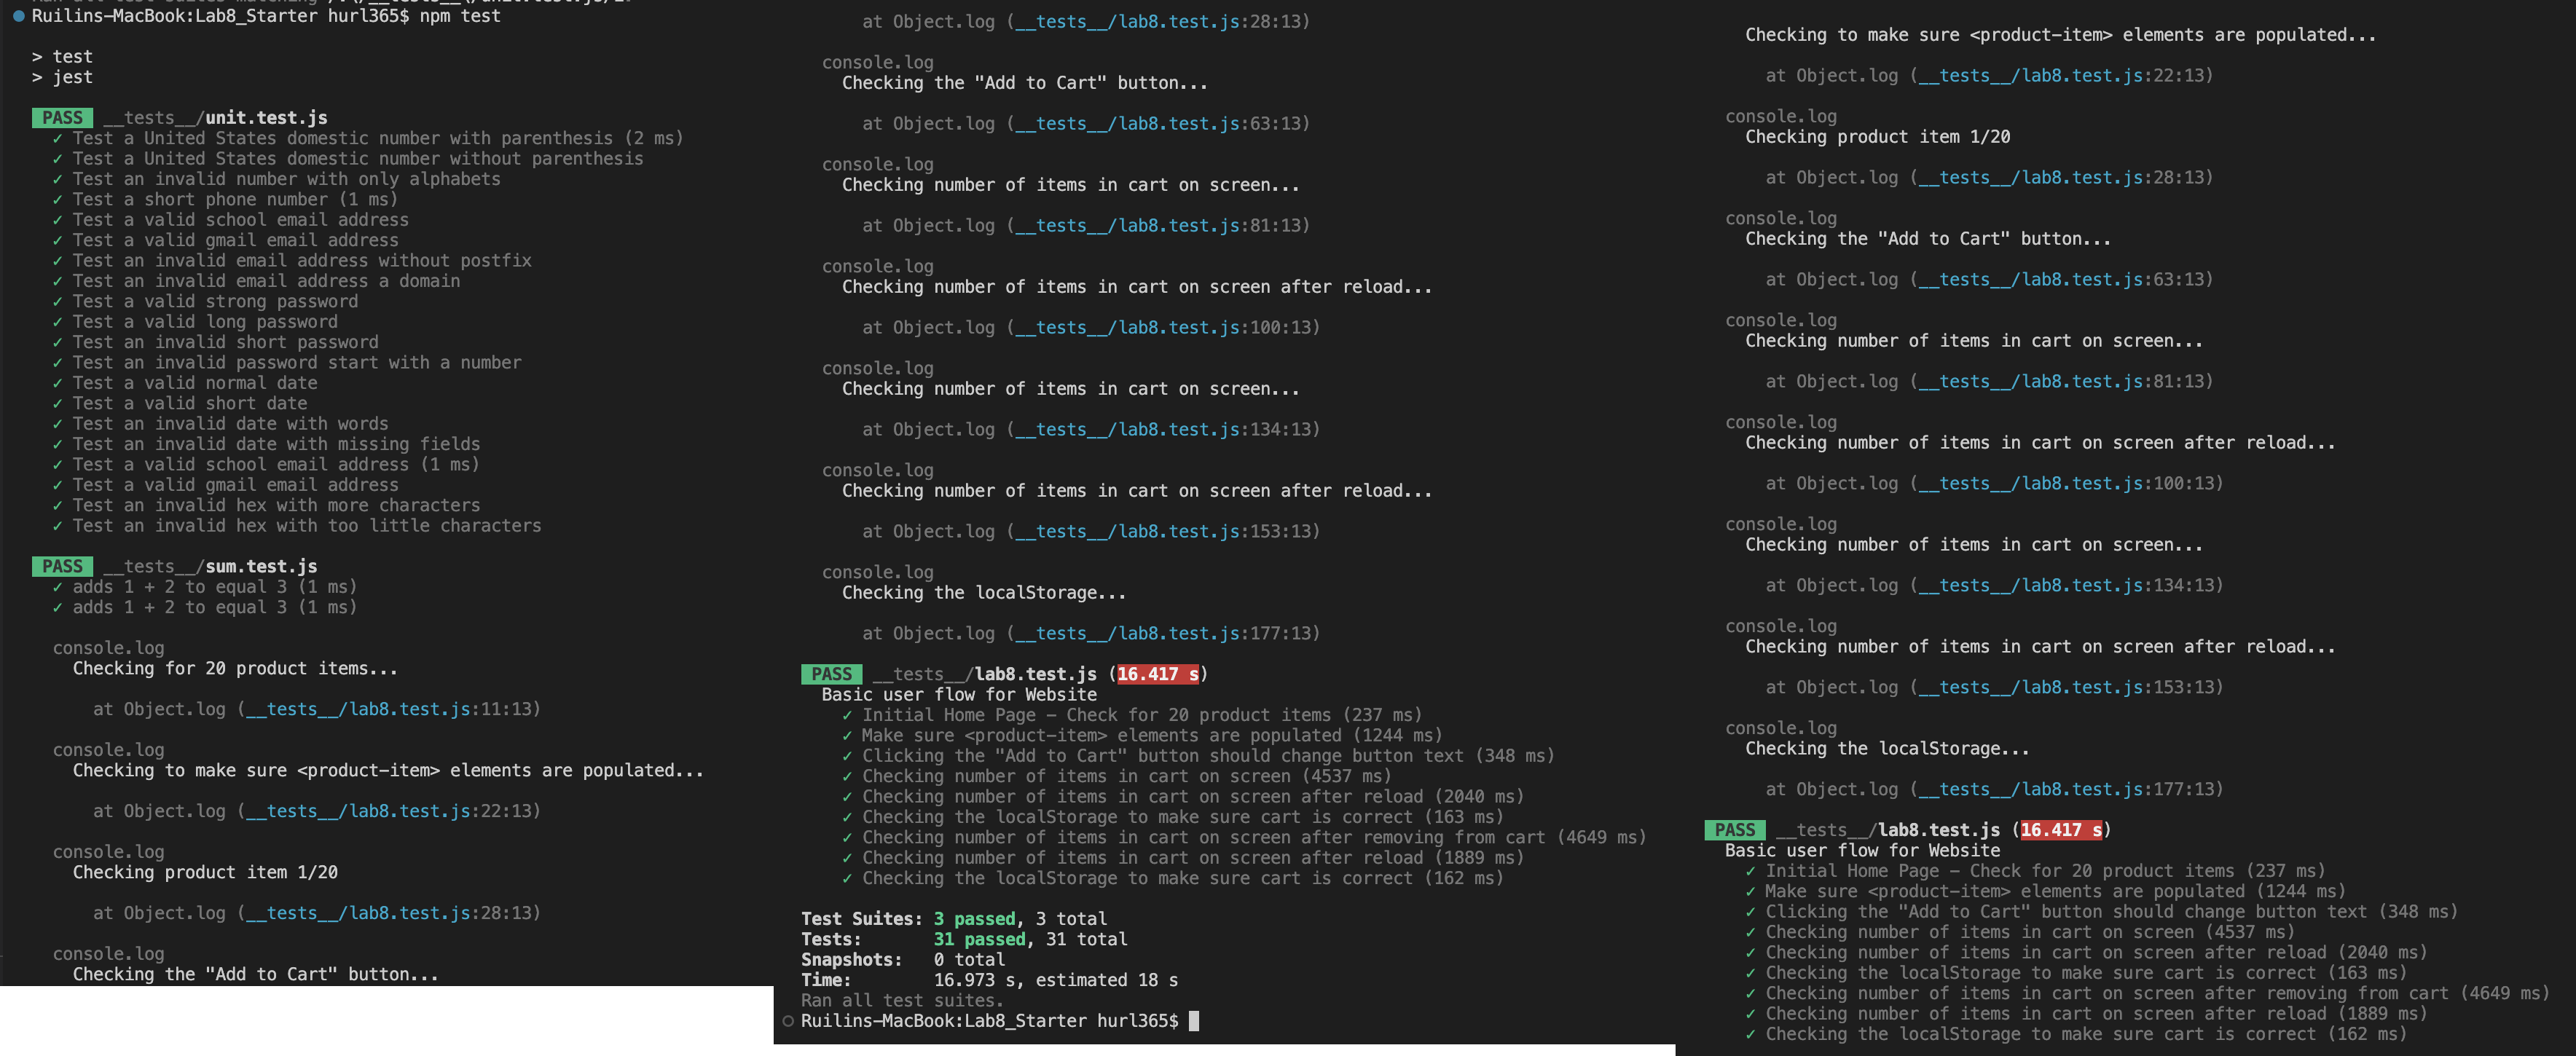 Ruilins-MacBook:Lab8_Starter hurl365$ npm test
> test
> jest
PASS __tests__/unit.test.js
✓ Test a United States domestic number with parenthesis (2 ms)
✓ Test a United States domestic number without parenthesis
✓ Test an invalid number with only alphabets
✓ Test a short phone number (1 ms)
✓ Test a valid school email address
✓ Test a valid gmail email address
✓ Test an invalid email address without postfix
✓ Test an invalid email address a domain
✓ Test a valid strong password
✓ Test a valid long password
✓ Test an invalid short password
✓ Test an invalid password start with a number
✓ Test a valid normal date
✓ Test a valid short date
✓ Test an invalid date with words
✓ Test an invalid date with missing fields
✓ Test a valid school email address (1 ms)
✓ Test a valid gmail email address
✓ Test an invalid hex with more characters
✓ Test an invalid hex with too little characters
PASS __tests__/sum.test.js
✓ adds 1 + 2 to equal 3 (1 ms)
✓ adds 1 + 2 to equal 3 (1 ms)
console.log
Checking for 20 product items...
at Object.log (__tests__/lab8.test.js:11:13)
console.log
Checking to make sure <product-item> elements are populated...
at Object.log (__tests__/lab8.test.js:22:13)
console.log
Checking product item 1/20
at Object.log (__tests__/lab8.test.js:28:13)
console.log
Checking the "Add to Cart" button...
at Object.log (__tests__/lab8.test.js:28:13)
console.log
Checking the "Add to Cart" button...
at Object.log (__tests__/lab8.test.js:63:13)
console.log
Checking number of items in cart on screen...
at Object.log (__tests__/lab8.test.js:81:13)
console.log
Checking number of items in cart on screen after reload...
at Object.log (__tests__/lab8.test.js:100:13)
console.log
Checking number of items in cart on screen...
at Object.log (__tests__/lab8.test.js:134:13)
console.log
Checking number of items in cart on screen after reload...
at Object.log (__tests__/lab8.test.js:153:13)
console.log
Checking the localStorage...
at Object.log (__tests__/lab8.test.js:177:13)
PASS __tests__/lab8.test.js (16.417 s)
Basic user flow for Website
✓ Initial Home Page - Check for 20 product items (237 ms)
✓ Make sure <product-item> elements are populated (1244 ms)
✓ Clicking the "Add to Cart" button should change button text (348 ms)
✓ Checking number of items in cart on screen (4537 ms)
✓ Checking number of items in cart on screen after reload (2040 ms)
✓ Checking the localStorage to make sure cart is correct (163 ms)
✓ Checking number of items in cart on screen after removing from cart (4649 ms)
✓ Checking number of items in cart on screen after reload (1889 ms)
✓ Checking the localStorage to make sure cart is correct (162 ms)
Test Suites: 3 passed, 3 total
Tests: 31 passed, 31 total
Snapshots: 0 total
Time: 16.973 s, estimated 18 s
Ran all test suites.
Ruilins-MacBook:Lab8_Starter hurl365$
Checking to make sure <product-item> elements are populated...
at Object.log (__tests__/lab8.test.js:22:13)
console.log
Checking product item 1/20
at Object.log (__tests__/lab8.test.js:28:13)
console.log
Checking the "Add to Cart" button...
at Object.log (__tests__/lab8.test.js:63:13)
console.log
Checking number of items in cart on screen...
at Object.log (__tests__/lab8.test.js:81:13)
console.log
Checking number of items in cart on screen after reload...
at Object.log (__tests__/lab8.test.js:100:13)
console.log
Checking number of items in cart on screen...
at Object.log (__tests__/lab8.test.js:134:13)
console.log
Checking number of items in cart on screen after reload...
at Object.log (__tests__/lab8.test.js:153:13)
console.log
Checking the localStorage...
at Object.log (__tests__/lab8.test.js:177:13)
PASS __tests__/lab8.test.js (16.417 s)
Basic user flow for Website
✓ Initial Home Page - Check for 20 product items (237 ms)
✓ Make sure <product-item> elements are populated (1244 ms)
✓ Clicking the "Add to Cart" button should change button text (348 ms)
✓ Checking number of items in cart on screen (4537 ms)
✓ Checking number of items in cart on screen after reload (2040 ms)
✓ Checking the localStorage to make sure cart is correct (163 ms)
✓ Checking number of items in cart on screen after removing from cart (4649 ms)
✓ Checking number of items in cart on screen after reload (1889 ms)
✓ Checking the localStorage to make sure cart is correct (162 ms)